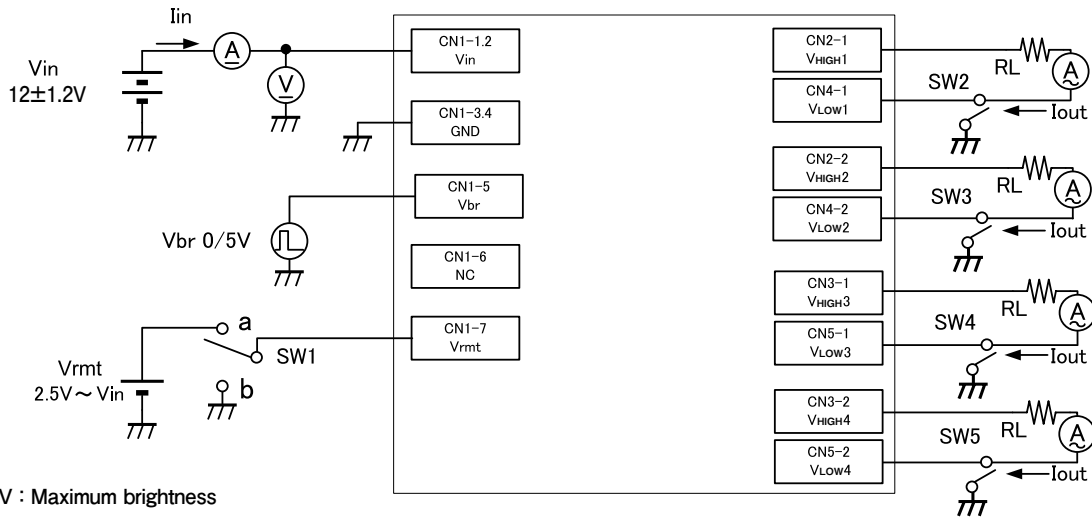 Iin
A
V
Vin
12±1.2V
CN1-1.2
Vin
CN1-3.4
GND
CN1-5
Vbr
Vbr 0/5V
CN1-6
NC
CN1-7
Vrmt
a
SW1
b
Vrmt
2.5V～Vin
CN2-1
VHIGH1
RL
A
SW2
CN4-1
VLOW1
Iout
CN2-2
VHIGH2
RL
A
SW3
CN4-2
VLOW2
Iout
CN3-1
VHIGH3
RL
A
SW4
CN5-1
VLOW3
Iout
CN3-2
VHIGH4
RL
A
SW5
CN5-2
VLOW4
Iout
V : Maximum brightness